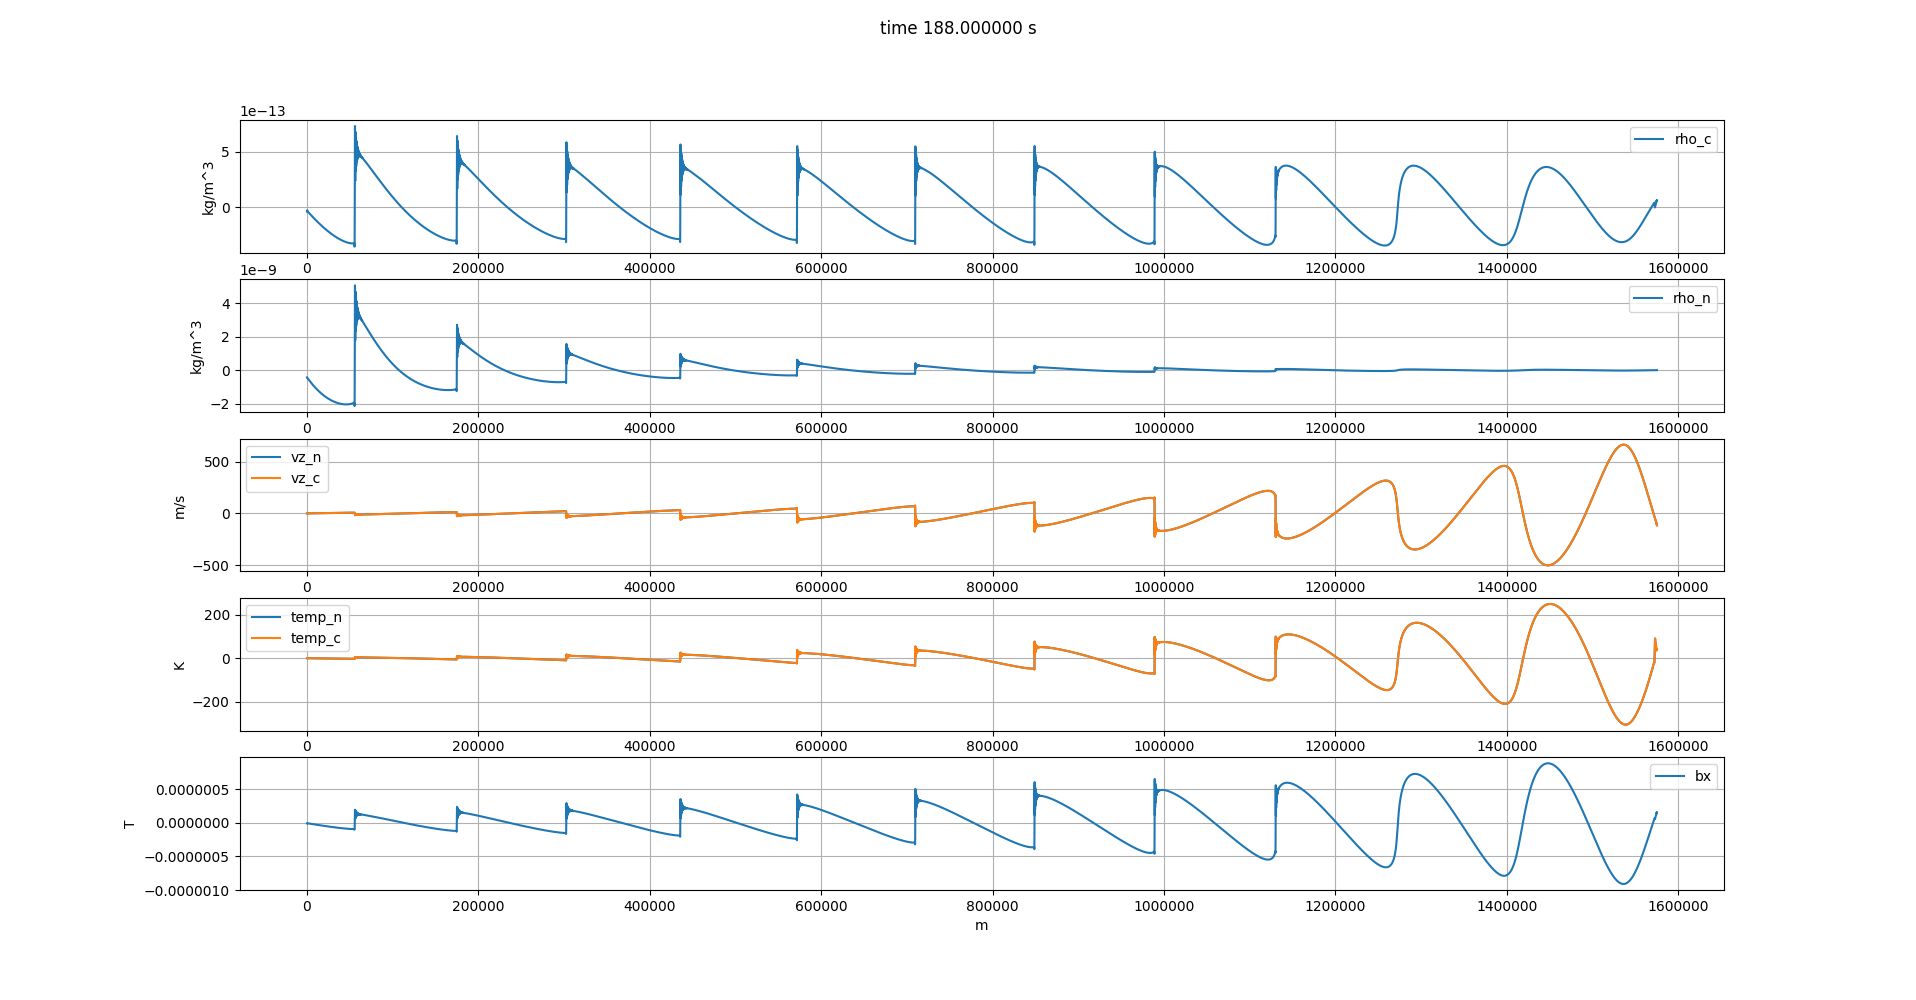 time 188.000000 s
1e−13
rho_c
5
0
kg/m^3
0 200000 400000 600000 800000 1000000 1200000 1400000 1600000
1e−9
rho_n
4
2
0
−2
kg/m^3
0 200000 400000 600000 800000 1000000 1200000 1400000 1600000
vz_n
vz_c
500
0
−500
m/s
0 200000 400000 600000 800000 1000000 1200000 1400000 1600000
temp_n
temp_c
200
0
−200
K
0 200000 400000 600000 800000 1000000 1200000 1400000 1600000
bx
0.0000005
0.0000000
−0.0000005
−0.0000010
T
0 200000 400000 600000 800000 1000000 1200000 1400000 1600000
m